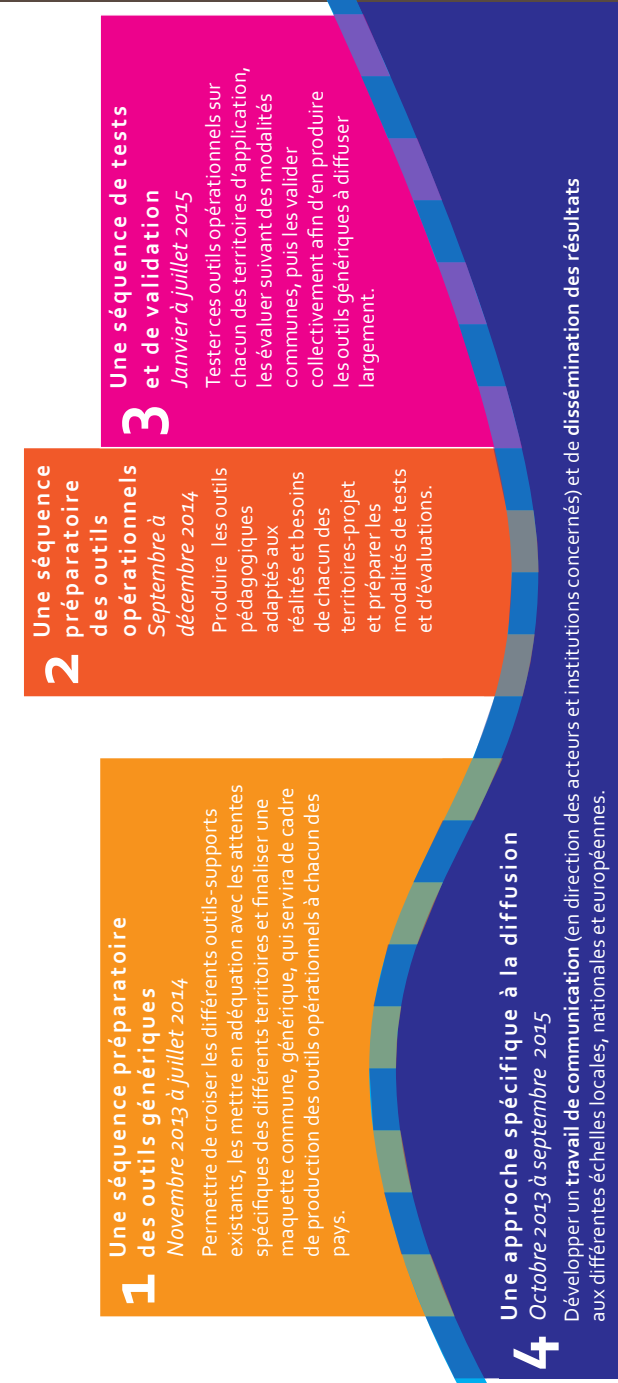 1
Une séquence préparatoire
des outils génériques
Novembre 2013 à juillet 2014
Permettre de croiser les différents outils-supports
existants, les mettre en adéquation avec les attentes
spécifiques des différents territoires et finaliser une
maquette commune, générique, qui servira de cadre
de production des outils opérationnels à chacun des
pays.
2
Une séquence
préparatoire
des outils
opérationnels
Septembre à
décembre 2014
Produire les outils
pédagogiques
adaptés aux
réalités et besoins
de chacun des
territoires-projet
et préparer les
modalités de tests
et d'évaluations.
3
Une séquence de tests
et de validation
Janvier à juillet 2015
Tester ces outils opérationnels sur
chacun des territoires d'application,
les évaluer suivant des modalités
communes, puis les valider
collectivement afin d'en produire
les outils génériques à diffuser
largement.
4
Une approche spécifique à la diffusion
Octobre 2013 à septembre 2015
Développer un travail de communication (en direction des acteurs et institutions concernés) et de dissémination des résultats
aux différentes échelles locales, nationales et européennes.